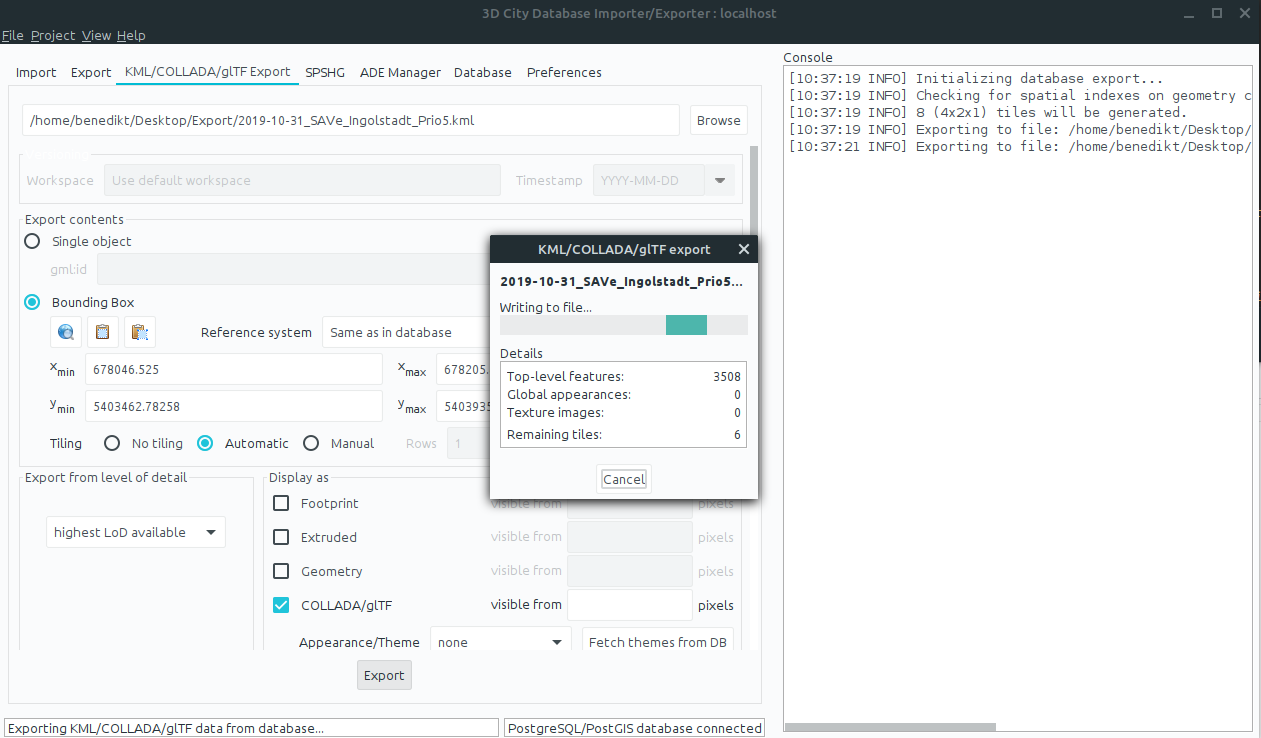 3D City Database Importer/Exporter : localhost
File Project View Help
Import Export KML/COLLADA/glTF Export SPSHG ADE Manager Database Preferences
/home/benedikt/Desktop/Export/2019-10-31_SAVe_Ingolstadt_Prio5.kml Browse
Workspace Use default workspace Timestamp YYYY-MM-DD
Export contents
Single object
gml:id
Bounding Box
Reference system Same as in database
xmin 678046.525 xmax 678205.
ymin 5403462.78258 ymax 540393
Tiling No tiling Automatic Manual Rows 1
Export from level of detail
highest LoD available
Display as
Footprint visible from pixels
Extruded visible from pixels
Geometry visible from pixels
COLLADA/glTF visible from pixels
Appearance/Theme none Fetch themes from DB
Export
Exporting KML/COLLADA/glTF data from database... PostgreSQL/PostGIS database connected
KML/COLLADA/glTF export
2019-10-31_SAVe_Ingolstadt_Prio5...
Writing to file...
Details
Top-level features: 3508
Global appearances: 0
Texture images: 0
Remaining tiles: 6
Cancel
Console
[10:37:19 INFO] Initializing database export...
[10:37:19 INFO] Checking for spatial indexes on geometry c
[10:37:19 INFO] 8 (4x2x1) tiles will be generated.
[10:37:19 INFO] Exporting to file: /home/benedikt/Desktop/
[10:37:21 INFO] Exporting to file: /home/benedikt/Desktop/